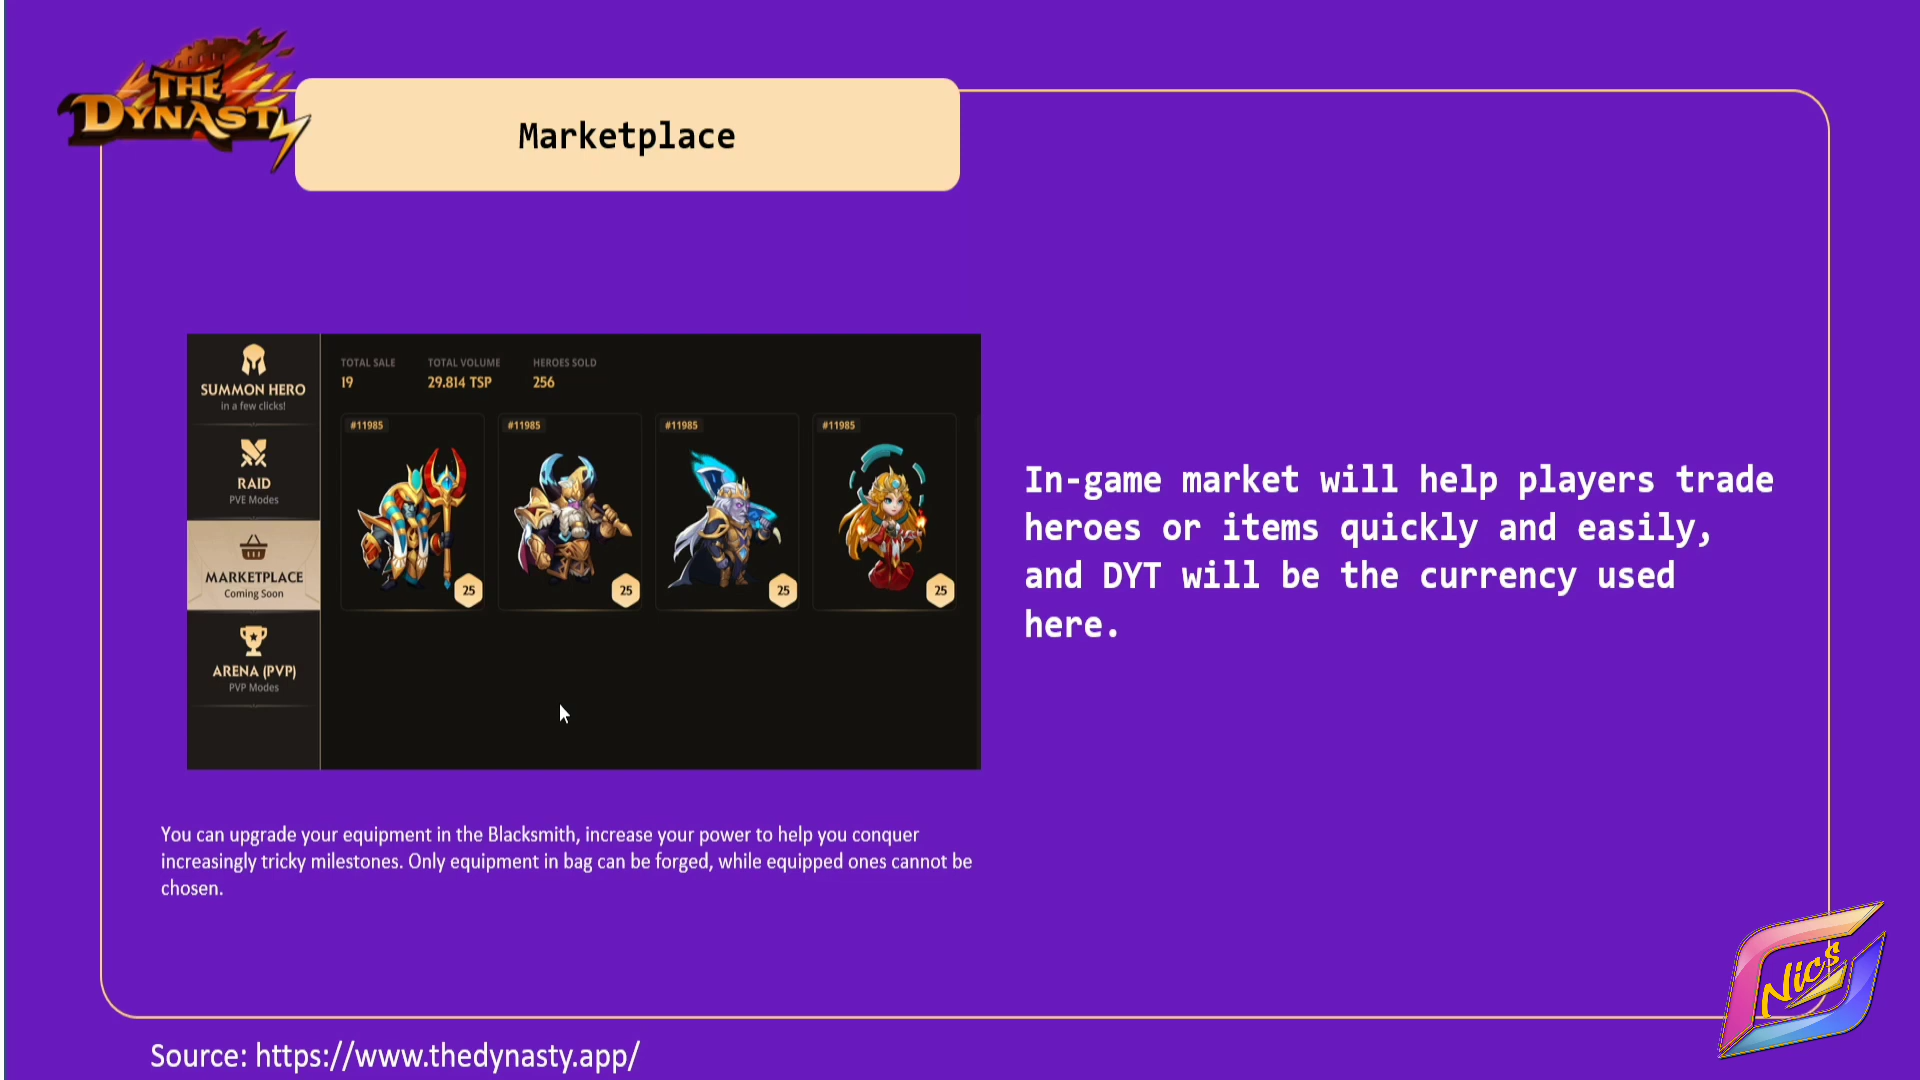 THE
DYNASTY
Marketplace
SUMMON HERO
in a few clicks!
RAID
PVE Modes
MARKETPLACE
Coming Soon
ARENA (PVP)
PVP Modes
TOTAL SALE
19
TOTAL VOLUME
29.814 TSP
HEROES SOLD
256
#11985
25
#11985
25
#11985
25
#11985
25
In-game market will help players trade
heroes or items quickly and easily,
and DYT will be the currency used
here.
You can upgrade your equipment in the Blacksmith, increase your power to help you conquer
increasingly tricky milestones. Only equipment in bag can be forged, while equipped ones cannot be
chosen.
Nic's
Source: https://www.thedynasty.app/